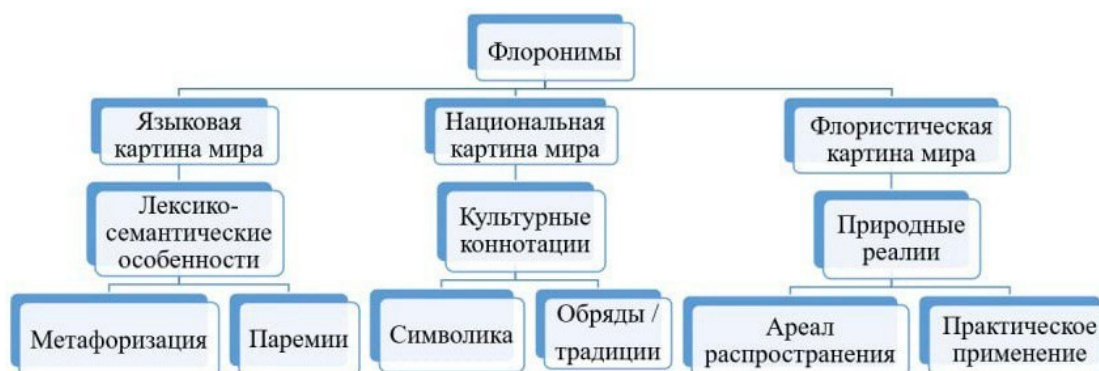 Флоронимы
Языковая
картина мира
Национальная
картина мира
Флористическая
картина мира
Лексико-
семантические
особенности
Культурные
коннотации
Природные
реалии
Метафоризация
Паремии
Символика
Обряды /
традиции
Ареал
распространения
Практическое
применение